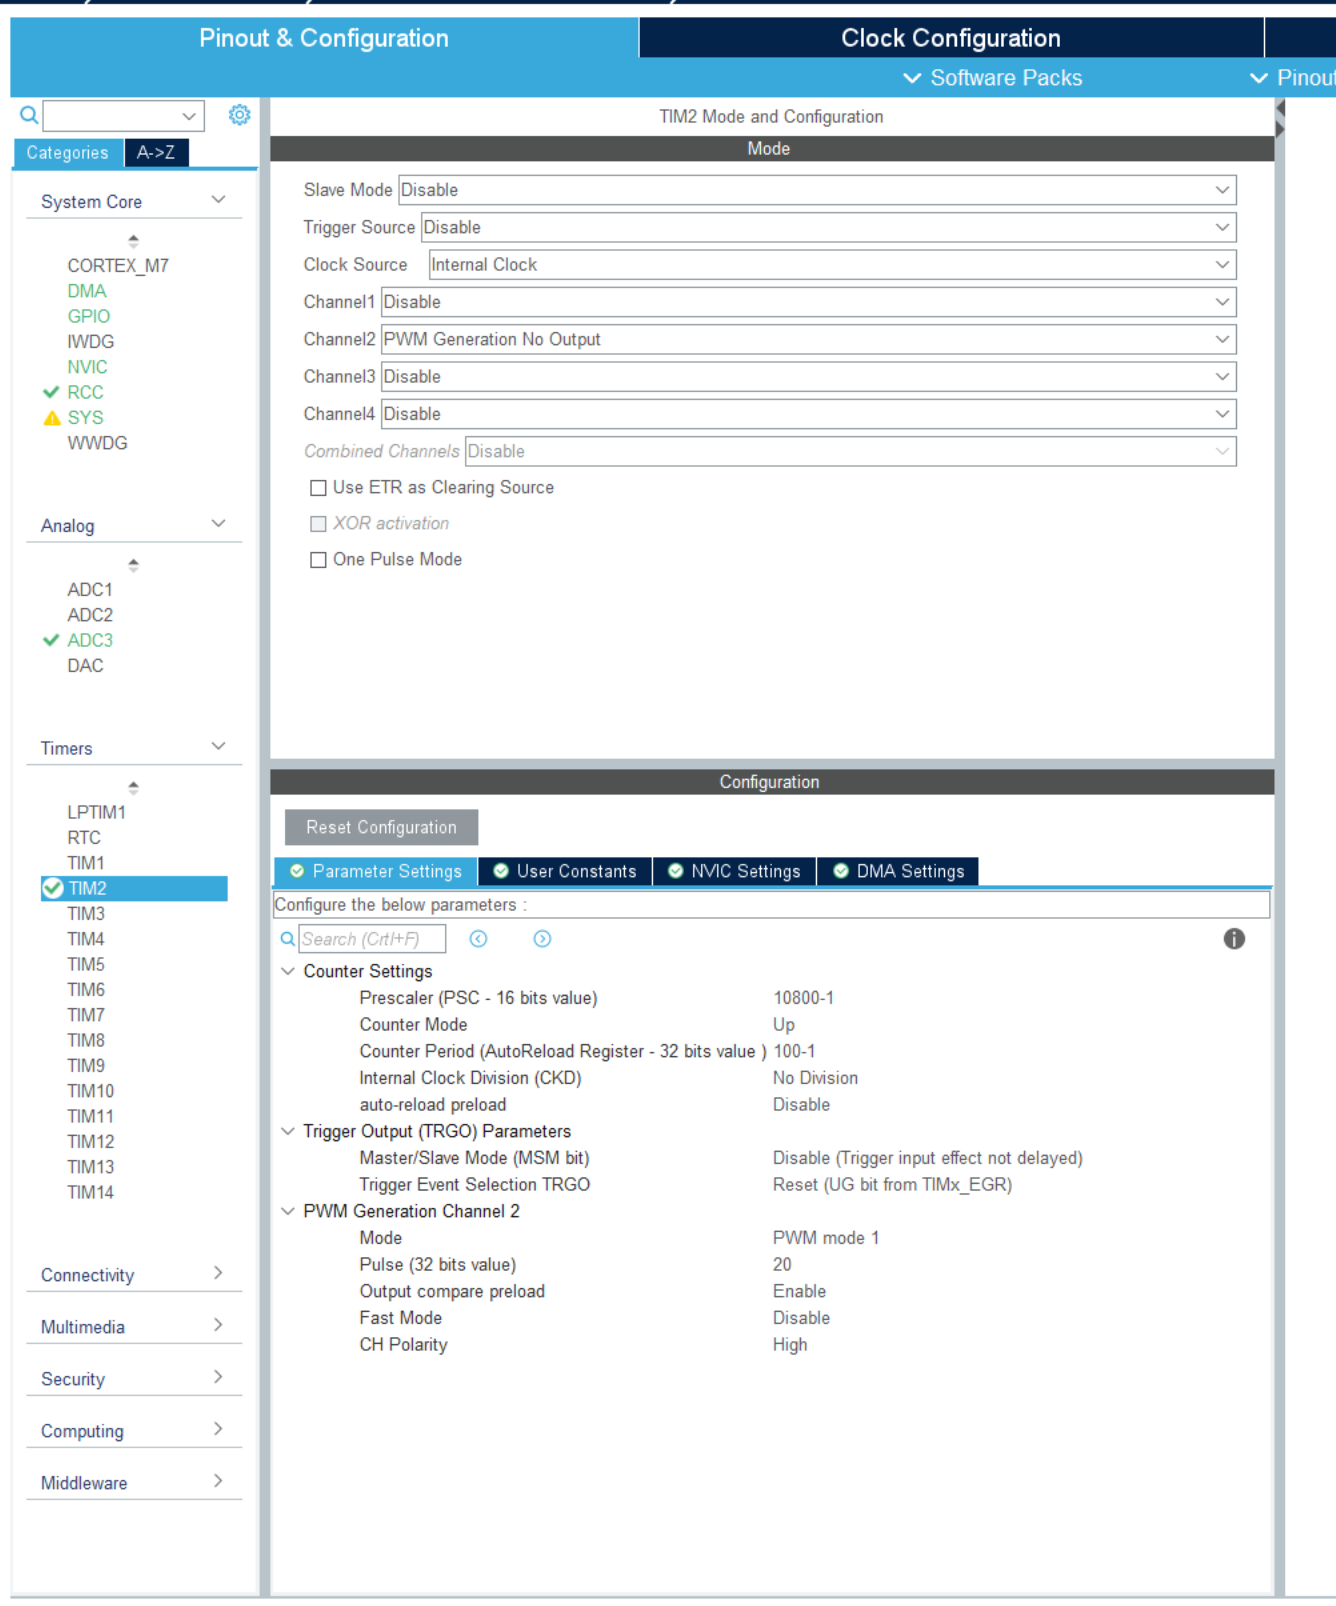 Pinout & Configuration
Clock Configuration
Software Packs
Pinout
Categories
A->Z
System Core
CORTEX_M7
DMA
GPIO
IWDG
NVIC
RCC
SYS
WWDG
Analog
ADC1
ADC2
ADC3
DAC
Timers
LPTIM1
RTC
TIM1
TIM2
TIM3
TIM4
TIM5
TIM6
TIM7
TIM8
TIM9
TIM10
TIM11
TIM12
TIM13
TIM14
Connectivity
Multimedia
Security
Computing
Middleware
TIM2 Mode and Configuration
Mode
Slave Mode Disable
Trigger Source Disable
Clock Source Internal Clock
Channel1 Disable
Channel2 PWM Generation No Output
Channel3 Disable
Channel4 Disable
Combined Channels Disable
Use ETR as Clearing Source
XOR activation
One Pulse Mode
Configuration
Reset Configuration
Parameter Settings
User Constants
NVIC Settings
DMA Settings
Configure the below parameters :
Search (Crtl+F)
Counter Settings
Prescaler (PSC - 16 bits value) 10800-1
Counter Mode Up
Counter Period (AutoReload Register - 32 bits value ) 100-1
Internal Clock Division (CKD) No Division
auto-reload preload Disable
Trigger Output (TRGO) Parameters
Master/Slave Mode (MSM bit) Disable (Trigger input effect not delayed)
Trigger Event Selection TRGO Reset (UG bit from TIMx_EGR)
PWM Generation Channel 2
Mode PWM mode 1
Pulse (32 bits value) 20
Output compare preload Enable
Fast Mode Disable
CH Polarity High